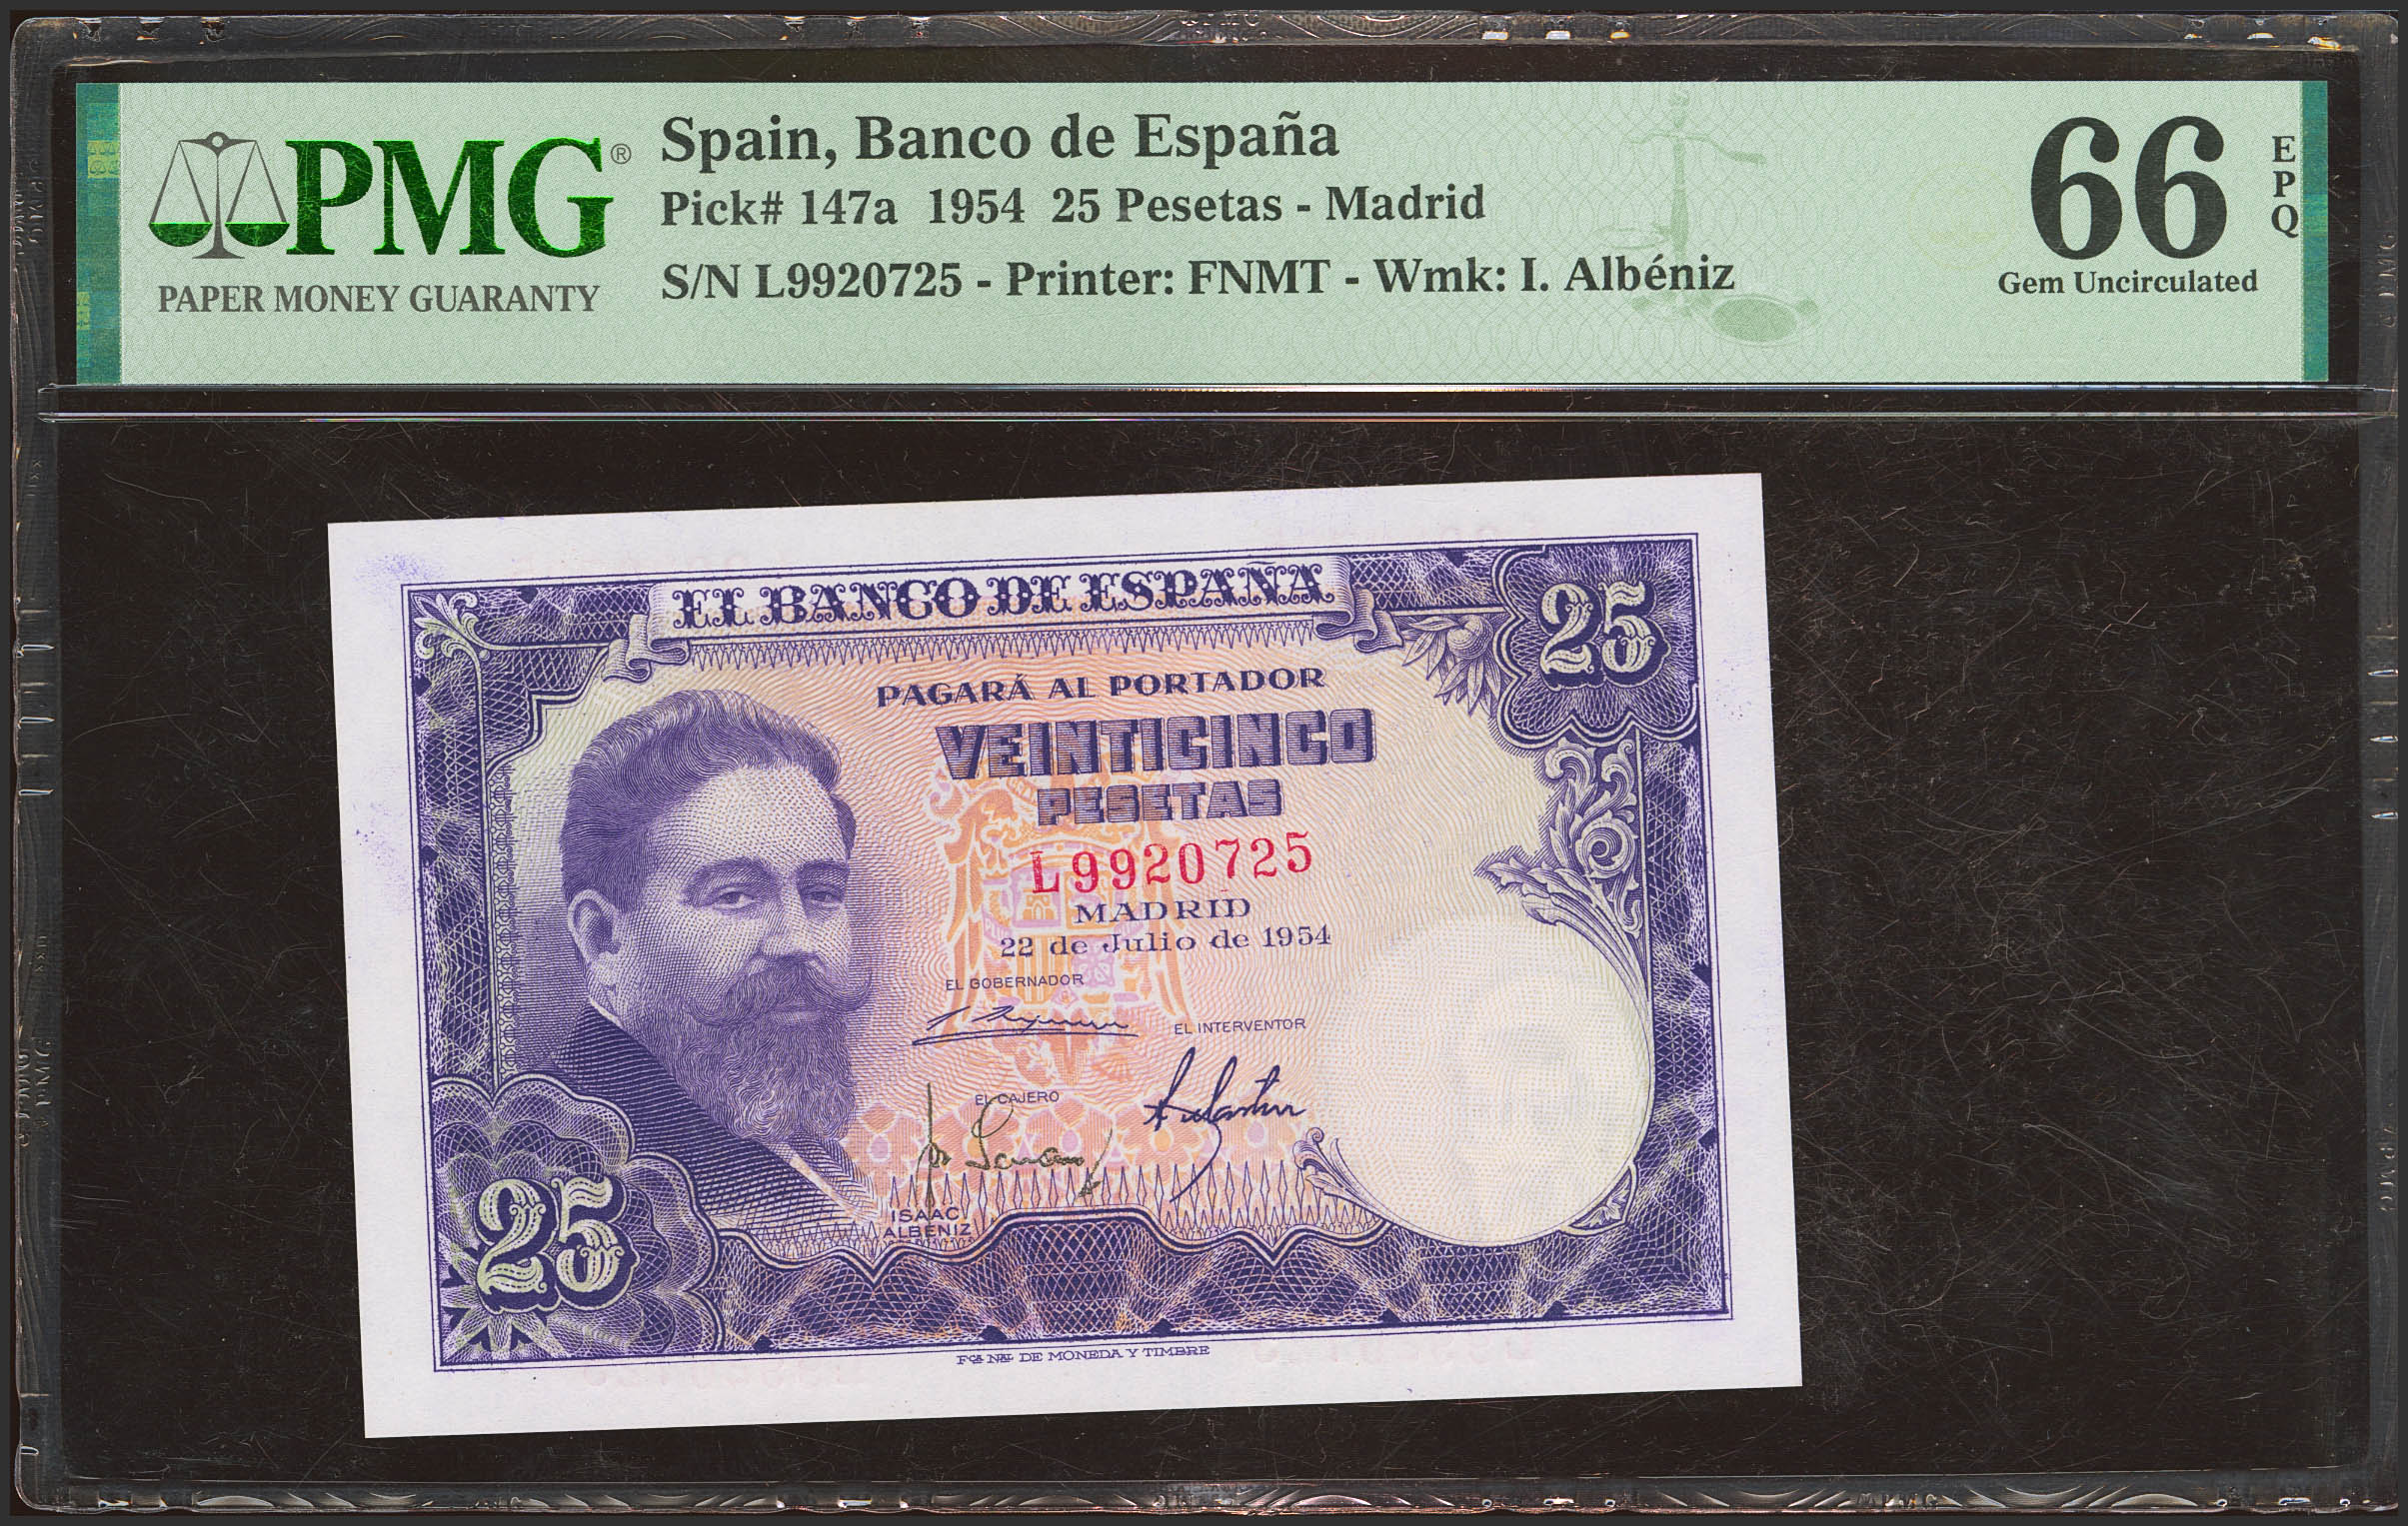 PMG®
PAPER MONEY GUARANTY
Spain, Banco de España
Pick# 147a 1954 25 Pesetas - Madrid
S/N L9920725 - Printer: FNMT - Wmk: I. Albéniz
66
EPQ
Gem Uncirculated
EL BANCO DE ESPAÑA
25
PAGARÁ AL PORTADOR
VEINTICINCO
PESETAS
L9920725
MADRID
22 de Julio de 1954
EL GOBERNADOR
EL INTERVENTOR
EL CAJERO
ISAAC
ALBENIZ
25
FCA NAL DE MONEDA Y TIMBRE